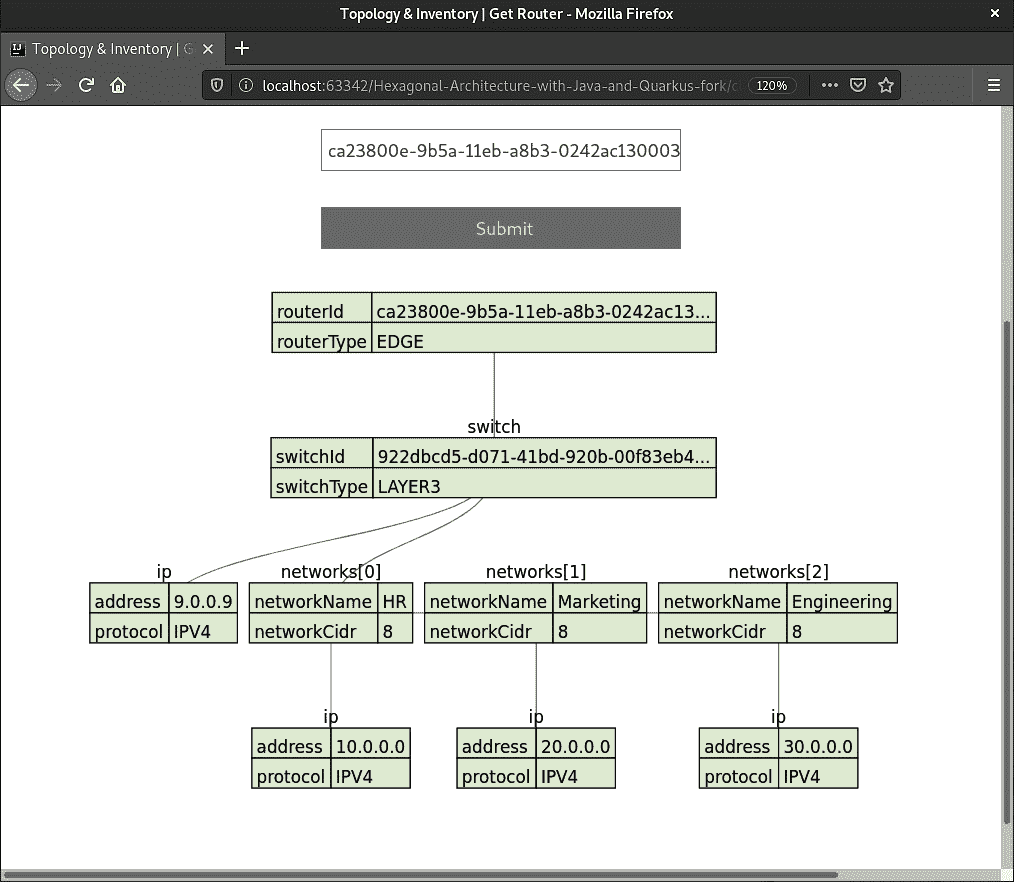 Topology & Inventory | Get Router - Mozilla Firefox
Topology & Inventory | G
localhost:63342/Hexagonal-Architecture-with-Java-and-Quarkus-fork/c 120%
ca23800e-9b5a-11eb-a8b3-0242ac130003
Submit
routerId ca23800e-9b5a-11eb-a8b3-0242ac13...
routerType EDGE
switch
switchId 922dbcd5-d071-41bd-920b-00f83eb4...
switchType LAYER3
ip networks[0] networks[1] networks[2]
address 9.0.0.9 networkName HR networkName Marketing networkName Engineering
protocol IPV4 networkCidr 8 networkCidr 8 networkCidr 8
ip ip ip
address 10.0.0.0 address 20.0.0.0 address 30.0.0.0
protocol IPV4 protocol IPV4 protocol IPV4